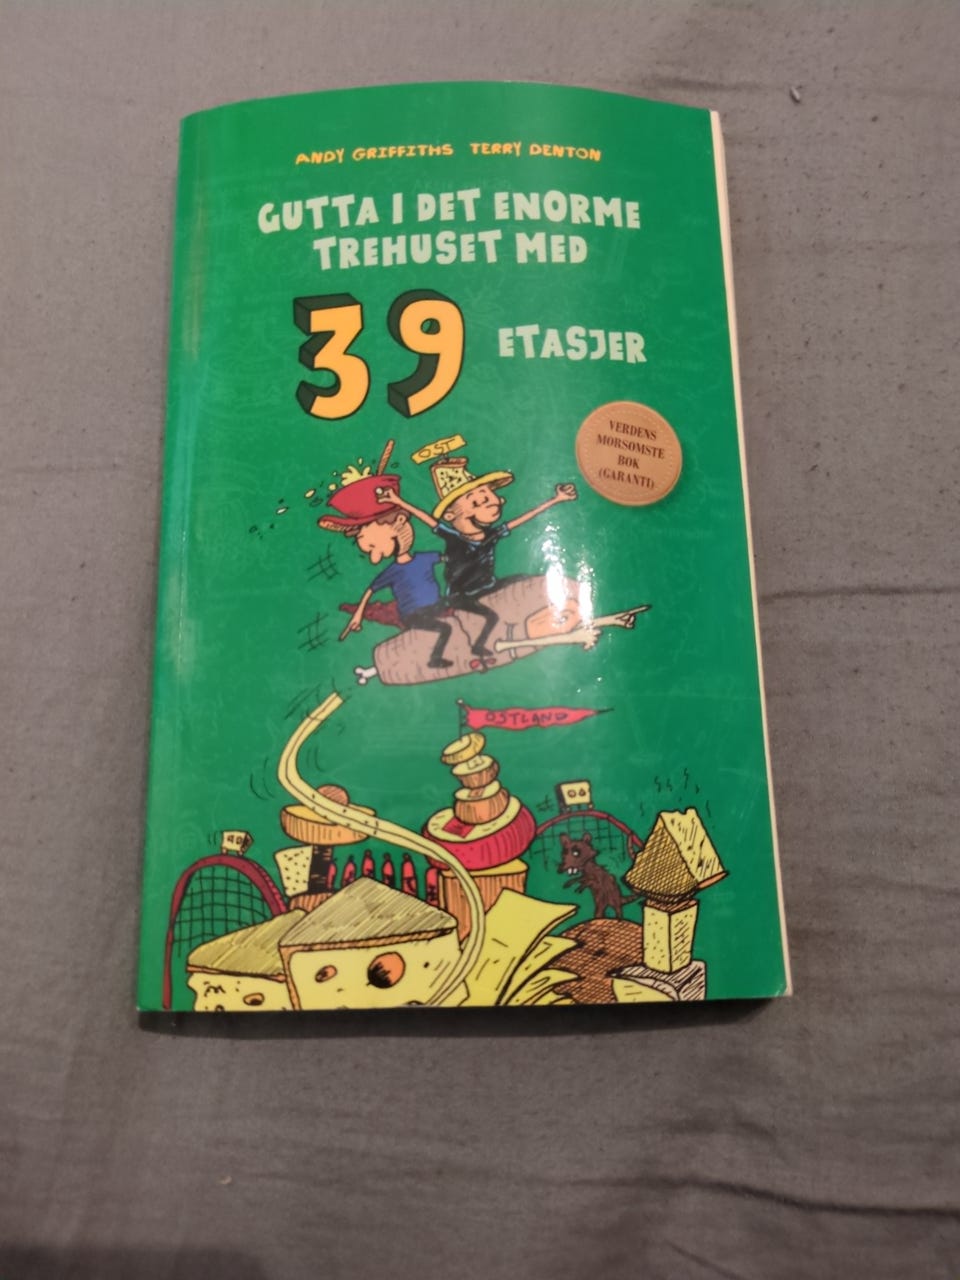 ANDY GRIFFITHS TERRY DENTON
GUTTA I DET ENORME
TREHUSET MED
39 ETASJER
VERDENS
MORSOMSTE
BOK
(GARANTI)
OST
OSTLAND